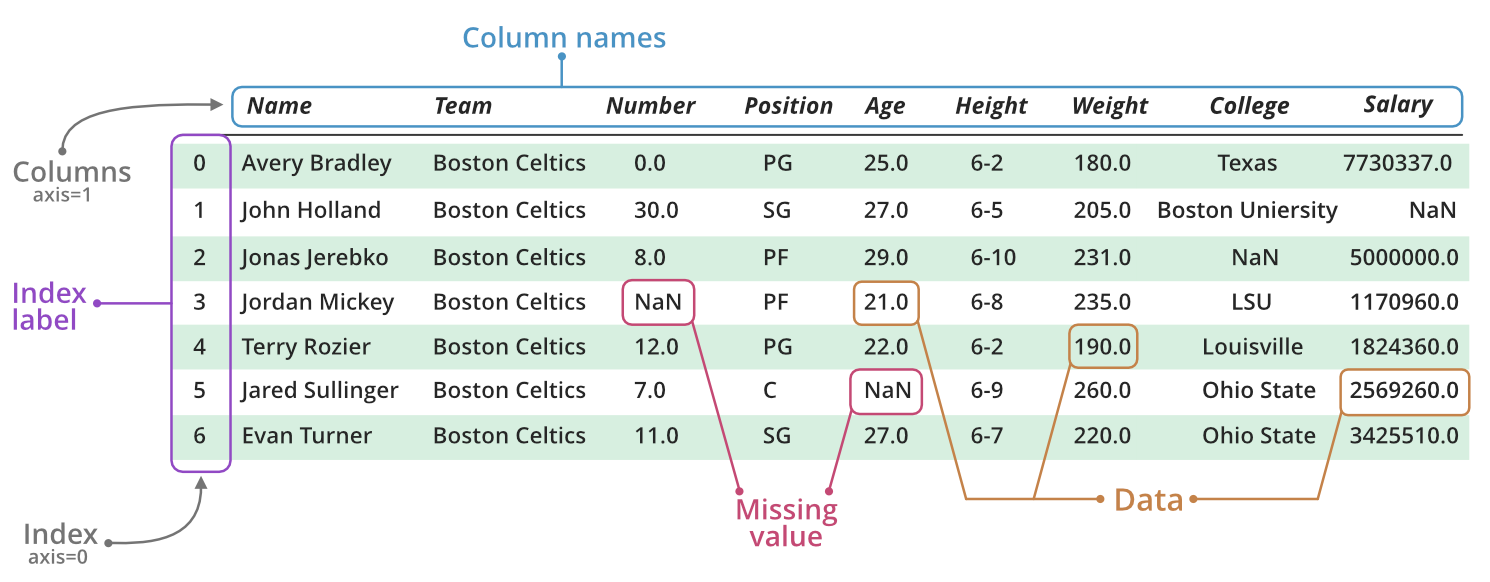 Column names
Name Team Number Position Age Height Weight College Salary
Columns
axis=1
0 Avery Bradley Boston Celtics 0.0 PG 25.0 6-2 180.0 Texas 7730337.0
1 John Holland Boston Celtics 30.0 SG 27.0 6-5 205.0 Boston Uniersity NaN
2 Jonas Jerebko Boston Celtics 8.0 PF 29.0 6-10 231.0 NaN 5000000.0
Index
label
3 Jordan Mickey Boston Celtics NaN PF 21.0 6-8 235.0 LSU 1170960.0
4 Terry Rozier Boston Celtics 12.0 PG 22.0 6-2 190.0 Louisville 1824360.0
5 Jared Sullinger Boston Celtics 7.0 C NaN 6-9 260.0 Ohio State 2569260.0
6 Evan Turner Boston Celtics 11.0 SG 27.0 6-7 220.0 Ohio State 3425510.0
Missing
value
Data
Index
axis=0